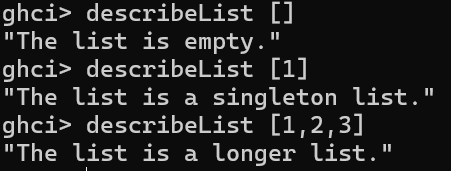 ghci> describeList []
"The list is empty."
ghci> describeList [1]
"The list is a singleton list."
ghci> describeList [1,2,3]
"The list is a longer list."